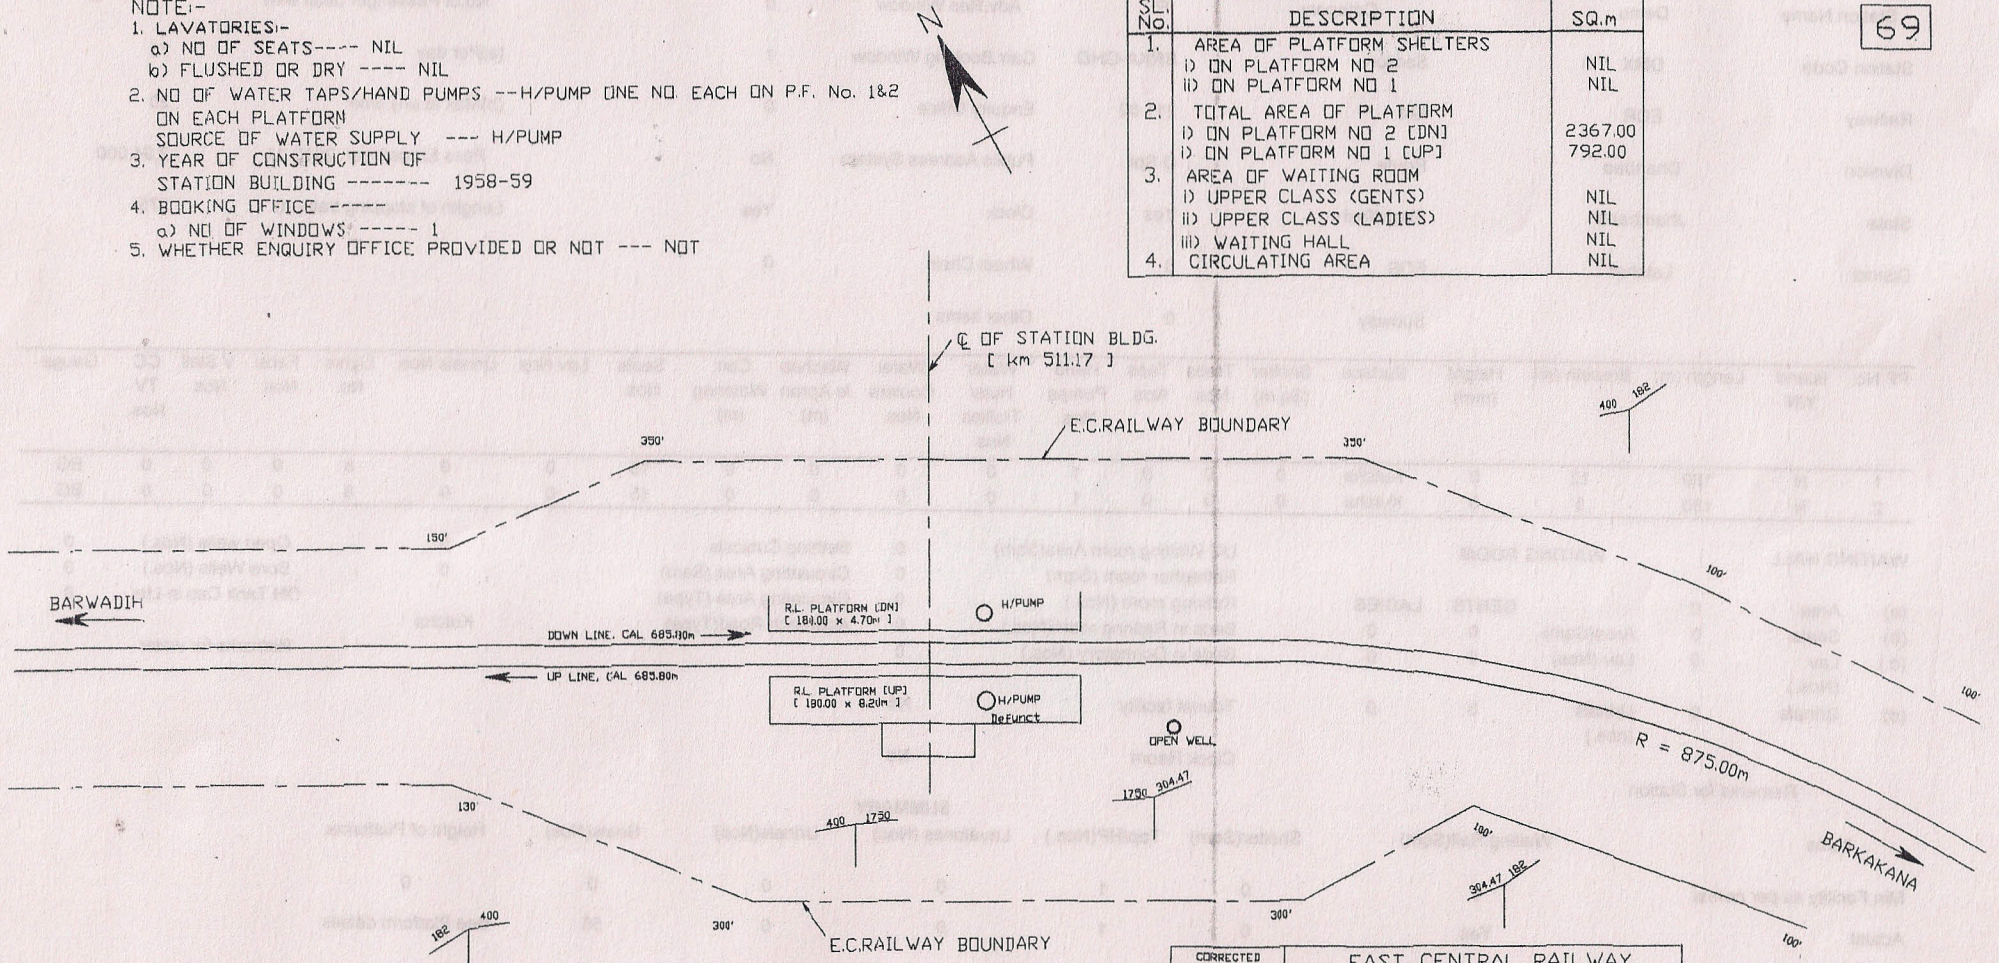 NOTE:-
1. LAVATORIES:-
a) NO OF SEATS---- NIL
b) FLUSHED OR DRY ---- NIL
2. NO OF WATER TAPS/HAND PUMPS --H/PUMP ONE NO. EACH ON P.F. No. 1&2
ON EACH PLATFORM
SOURCE OF WATER SUPPLY --- H/PUMP
3. YEAR OF CONSTRUCTION OF
STATION BUILDING ------- 1958-59
4. BOOKING OFFICE ------
a) NO. OF WINDOWS ----- 1
5. WHETHER ENQUIRY OFFICE PROVIDED OR NOT --- NOT
N
SL. No. DESCRIPTION SQ.m
1. AREA OF PLATFORM SHELTERS
i) ON PLATFORM NO 2 NIL
ii) ON PLATFORM NO 1 NIL
2. TOTAL AREA OF PLATFORM
i) ON PLATFORM NO 2 [DN] 2367.00
i) ON PLATFORM NO 1 [UP] 792.00
3. AREA OF WAITING ROOM
i) UPPER CLASS (GENTS) NIL
ii) UPPER CLASS (LADIES) NIL
iii) WAITING HALL NIL
4. CIRCULATING AREA NIL
69
℄ OF STATION BLDG.
[ km 511.17 ]
400 182
E.C.RAILWAY BOUNDARY
350'
350'
150'
100'
100'
BARWADIH
R.L. PLATFORM [DN]
H/PUMP
DOWN LINE. CAL 685.80m
UP LINE, CAL 685.80m
R.L. PLATFORM [UP]
H/PUMP
Defunct
OPEN WELL
R = 875.00m
1750 304.47
130'
400 1750
100'
BARKAKANA
304.47 182
182 400
300'
300'
100'
E.C.RAILWAY BOUNDARY
CORRECTED
EAST CENTRAL RAILWAY